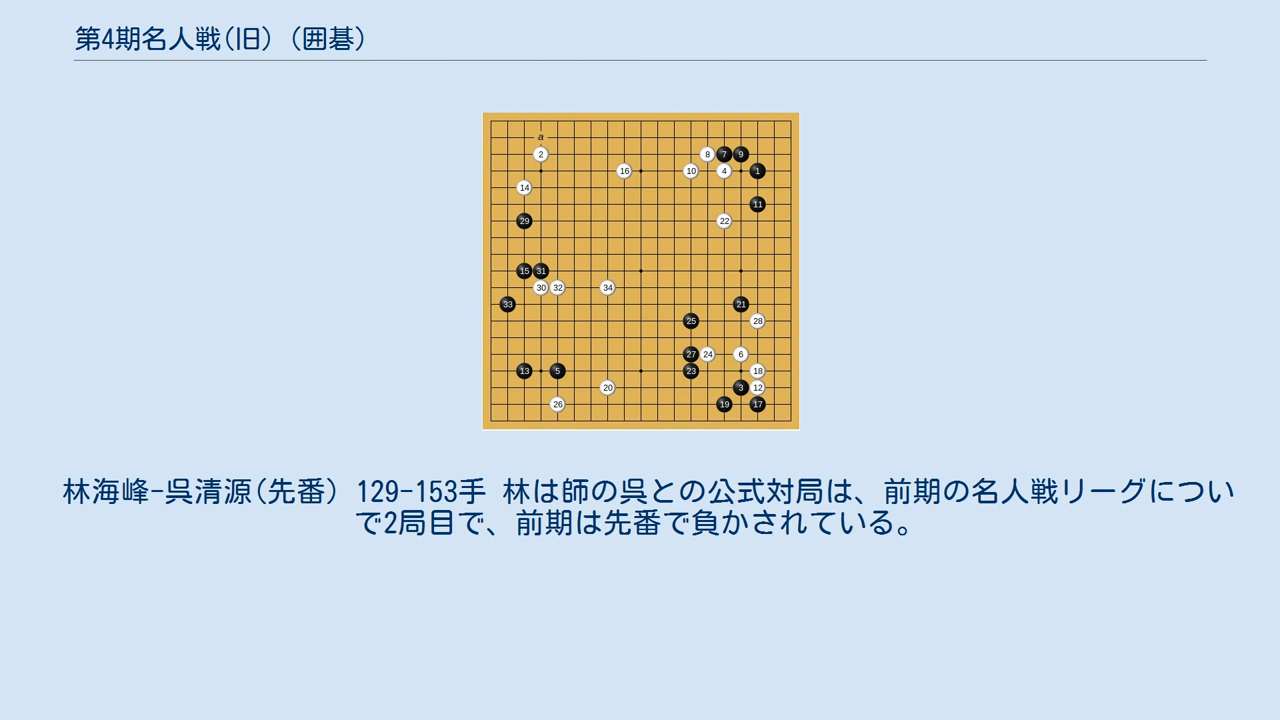 第4期名人戦(旧) (囲碁)
a
2 8 7 9
16 10 4 1
14
11
29 22
15 31
30 32 34
33 21
25 28
27 24 6
13 5 23 18
20 3 12
26 19 17
林海峰-呉清源(先番) 129-153手 林は師の呉との公式対局は、前期の名人戦リーグについ
で2局目で、前期は先番で負かされている。